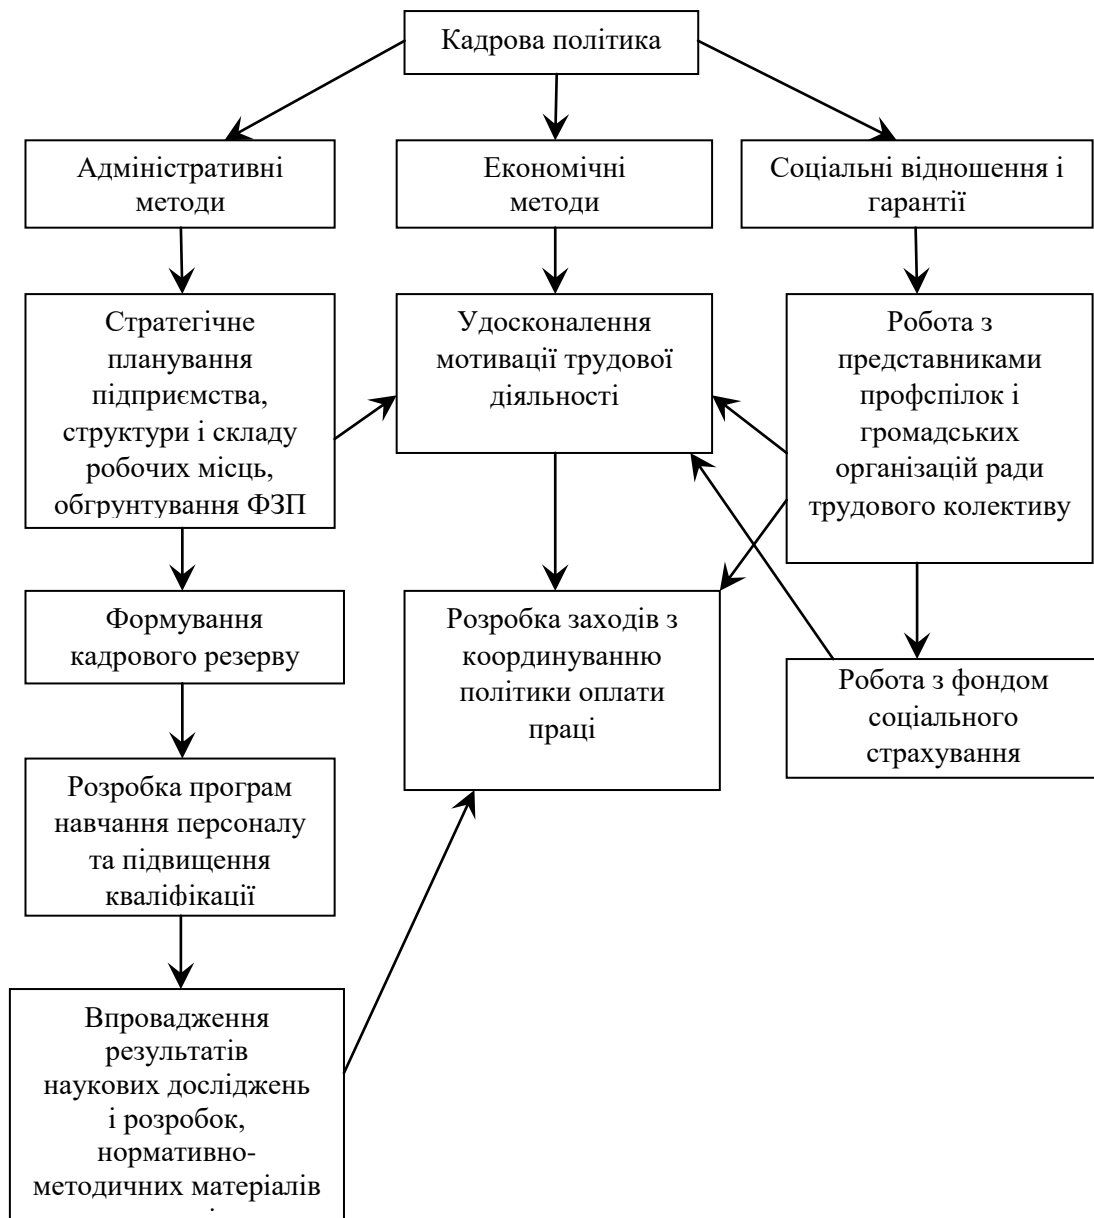 Кадрова політика
Адміністративні
методи
Економічні
методи
Соціальні відношення і
гарантії
Стратегічне
планування
підприємства,
структури і складу
робочих місць,
обгрунтування ФЗП
Удосконалення
мотивації трудової
діяльності
Робота з
представниками
профспілок і
громадських
організацій ради
трудового колективу
Формування
кадрового резерву
Розробка заходів з
координуванню
політики оплати
праці
Робота з фондом
соціального
страхування
Розробка програм
навчання персоналу
та підвищення
кваліфікації
Впровадження
результатів
наукових досліджень
і розробок,
нормативно-
методичних матеріалів